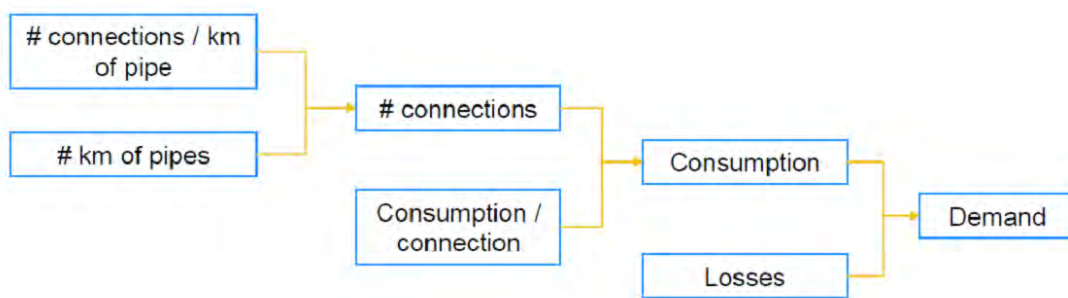 # connections / km
of pipe
# km of pipes
# connections
Consumption /
connection
Consumption
Losses
Demand